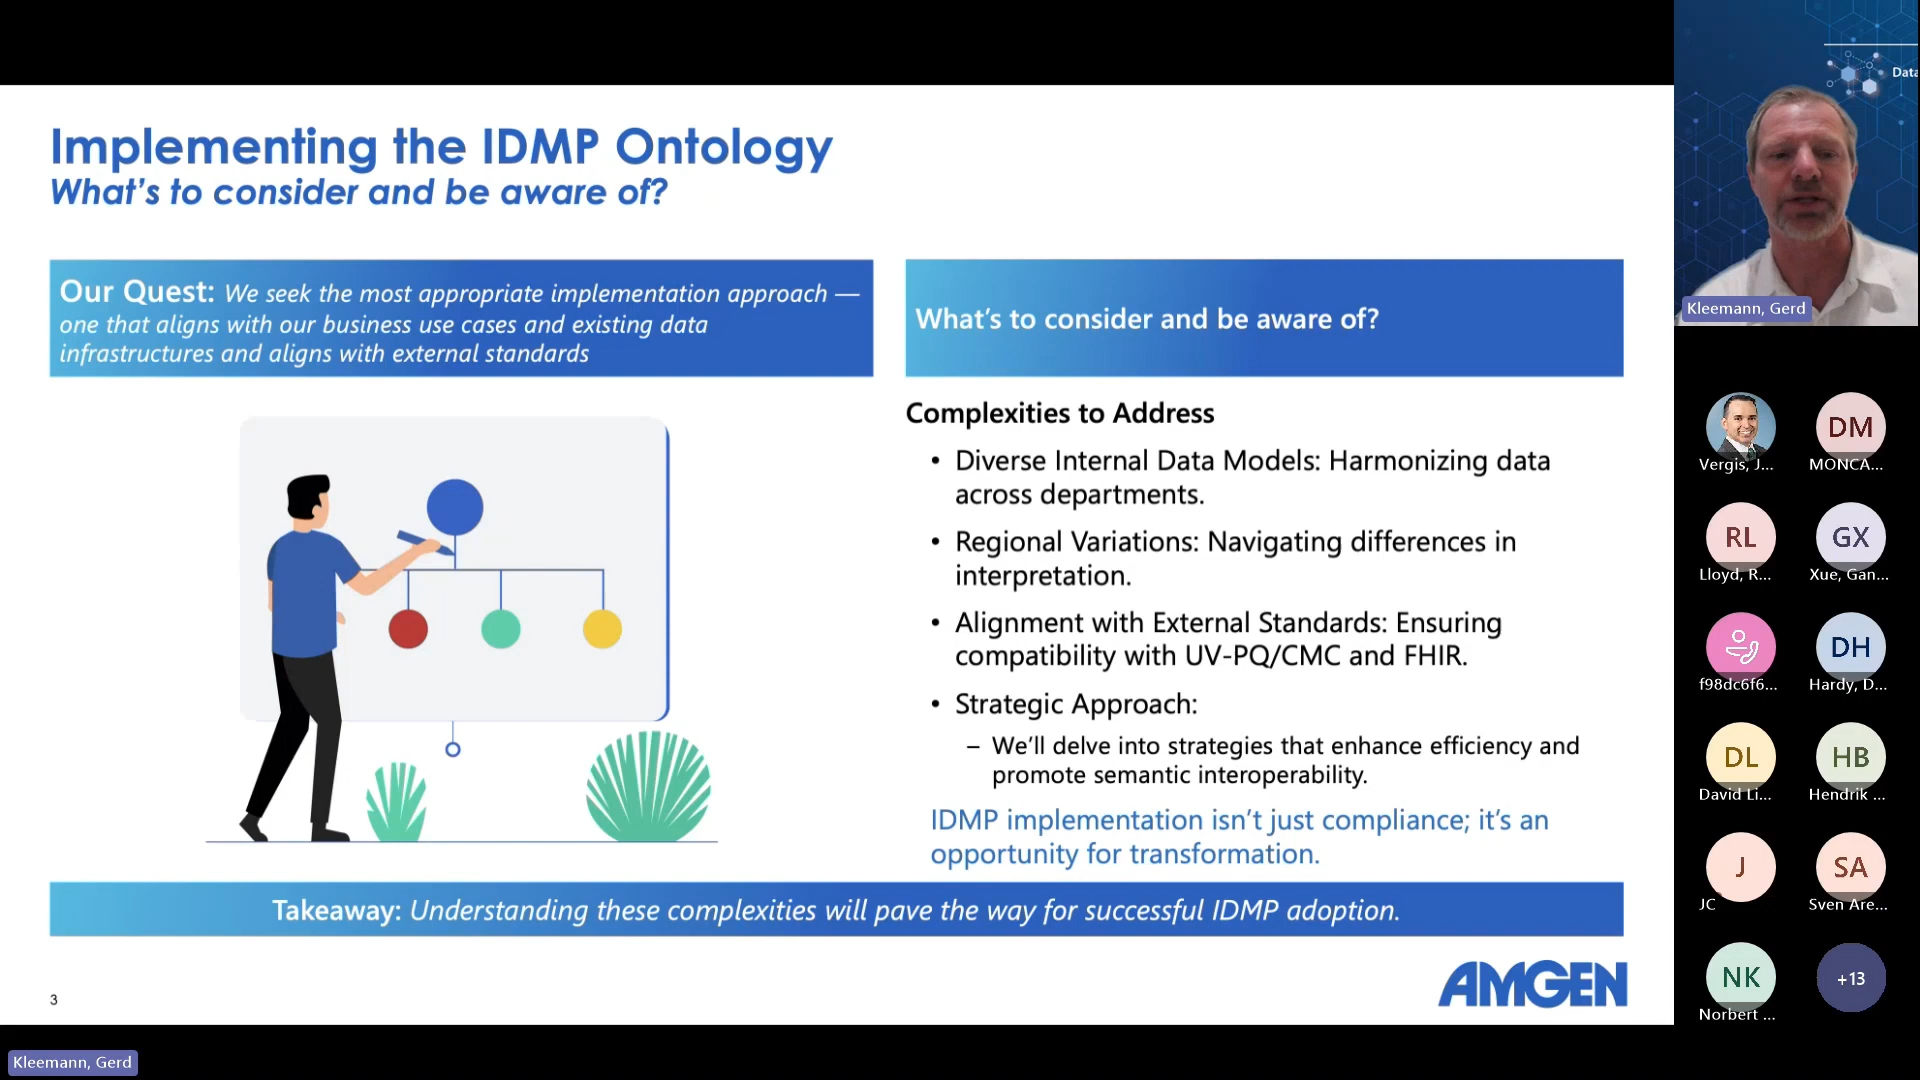 Implementing the IDMP Ontology
What's to consider and be aware of?
Our Quest: We seek the most appropriate implementation approach —
one that aligns with our business use cases and existing data
infrastructures and aligns with external standards
What's to consider and be aware of?
Complexities to Address
• Diverse Internal Data Models: Harmonizing data
across departments.
• Regional Variations: Navigating differences in
interpretation.
• Alignment with External Standards: Ensuring
compatibility with UV-PQ/CMC and FHIR.
• Strategic Approach:
– We'll delve into strategies that enhance efficiency and
promote semantic interoperability.
IDMP implementation isn't just compliance; it's an
opportunity for transformation.
Takeaway: Understanding these complexities will pave the way for successful IDMP adoption.
AMGEN
3
Kleemann, Gerd
Data
Kleemann, Gerd
Vergis, J...
DM
MONCA...
RL
Lloyd, R...
GX
Xue, Gan...
f98dc6f6...
DH
Hardy, D...
DL
David Li...
HB
Hendrik ...
J
JC
SA
Sven Are...
NK
Norbert ...
+13